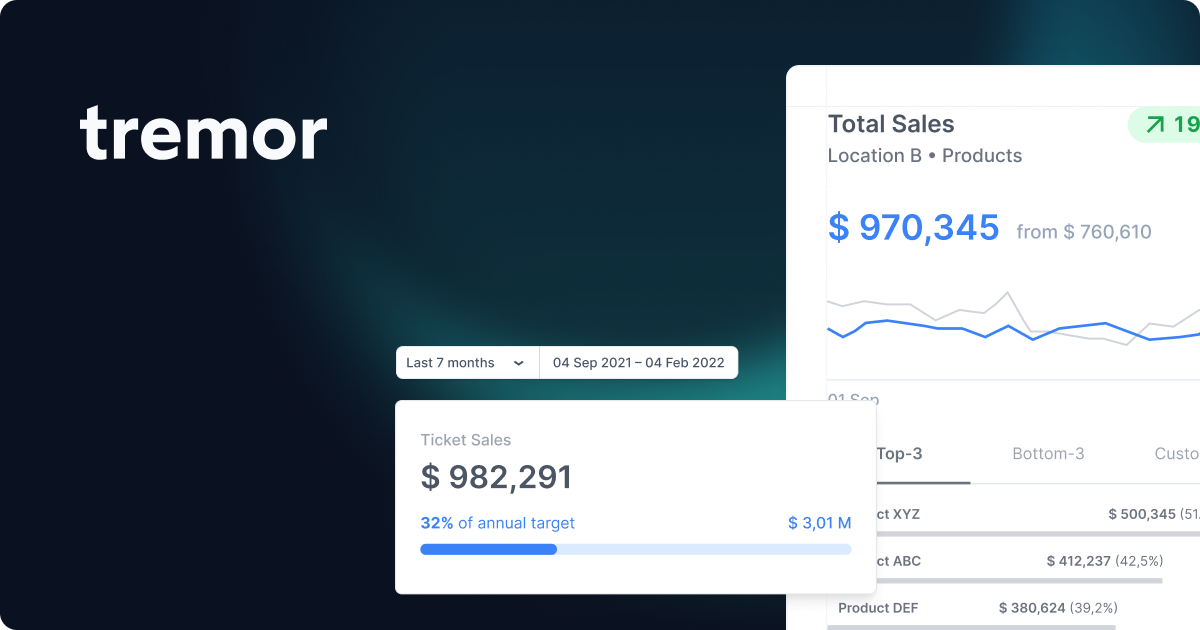 tremor
Total Sales
19
Location B • Products
$ 970,345 from $ 760,610
Last 7 months
04 Sep 2021 – 04 Feb 2022
01 Sep
Ticket Sales
$ 982,291
32% of annual target
$ 3,01 M
Top-3
Bottom-3
Custo
ct XYZ
$ 500,345 (51.
ct ABC
$ 412,237 (42,5%)
Product DEF
$ 380,624 (39,2%)